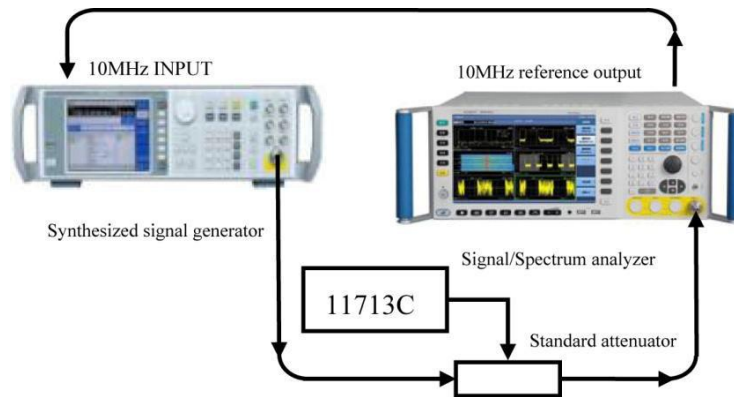 10MHz INPUT
10MHz reference output
Synthesized signal generator
Signal/Spectrum analyzer
11713C
Standard attenuator